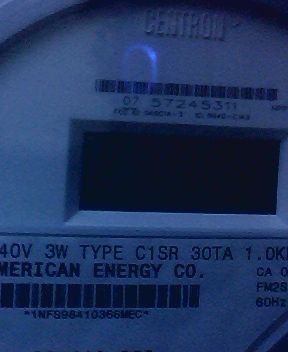 CENTRON
07 57245311
40V 3W TYPE C1SR 30TA 1.0K
MERICAN ENERGY CO.
CA 0
FM2S
60Hz
*1NFS98410366MEC*